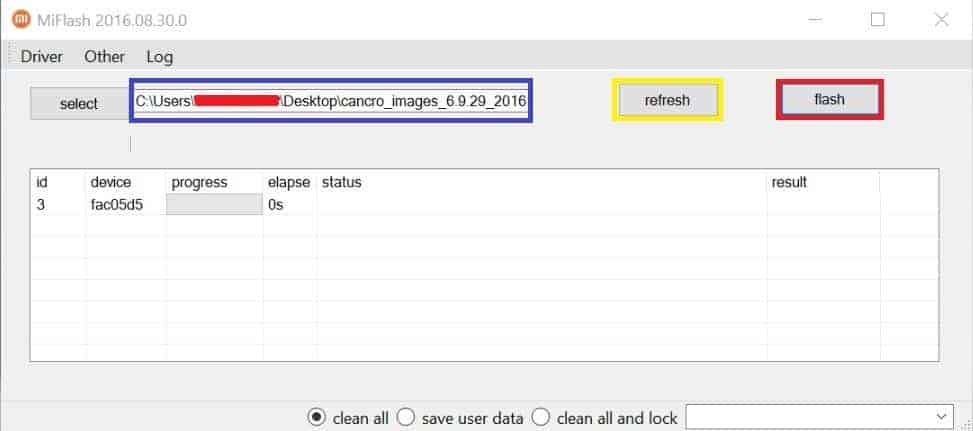 MiFlash 2016.08.30.0
Driver Other Log
select C:\Users\ \Desktop\cancro_images_6.9.29_2016 refresh flash
id device progress elapse status result
3 fac05d5 0s
clean all save user data clean all and lock